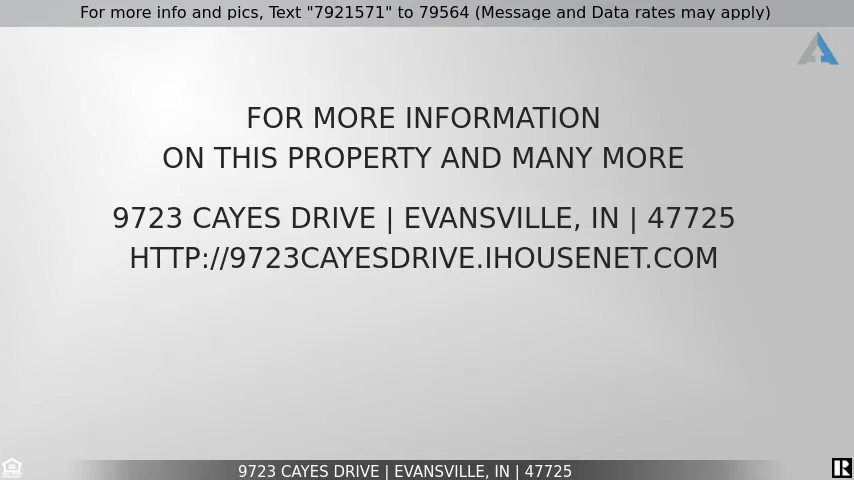 For more info and pics, Text "7921571" to 79564 (Message and Data rates may apply)
FOR MORE INFORMATION
ON THIS PROPERTY AND MANY MORE
9723 CAYES DRIVE | EVANSVILLE, IN | 47725
HTTP://9723CAYESDRIVE.IHOUSENET.COM
9723 CAYES DRIVE | EVANSVILLE, IN | 47725